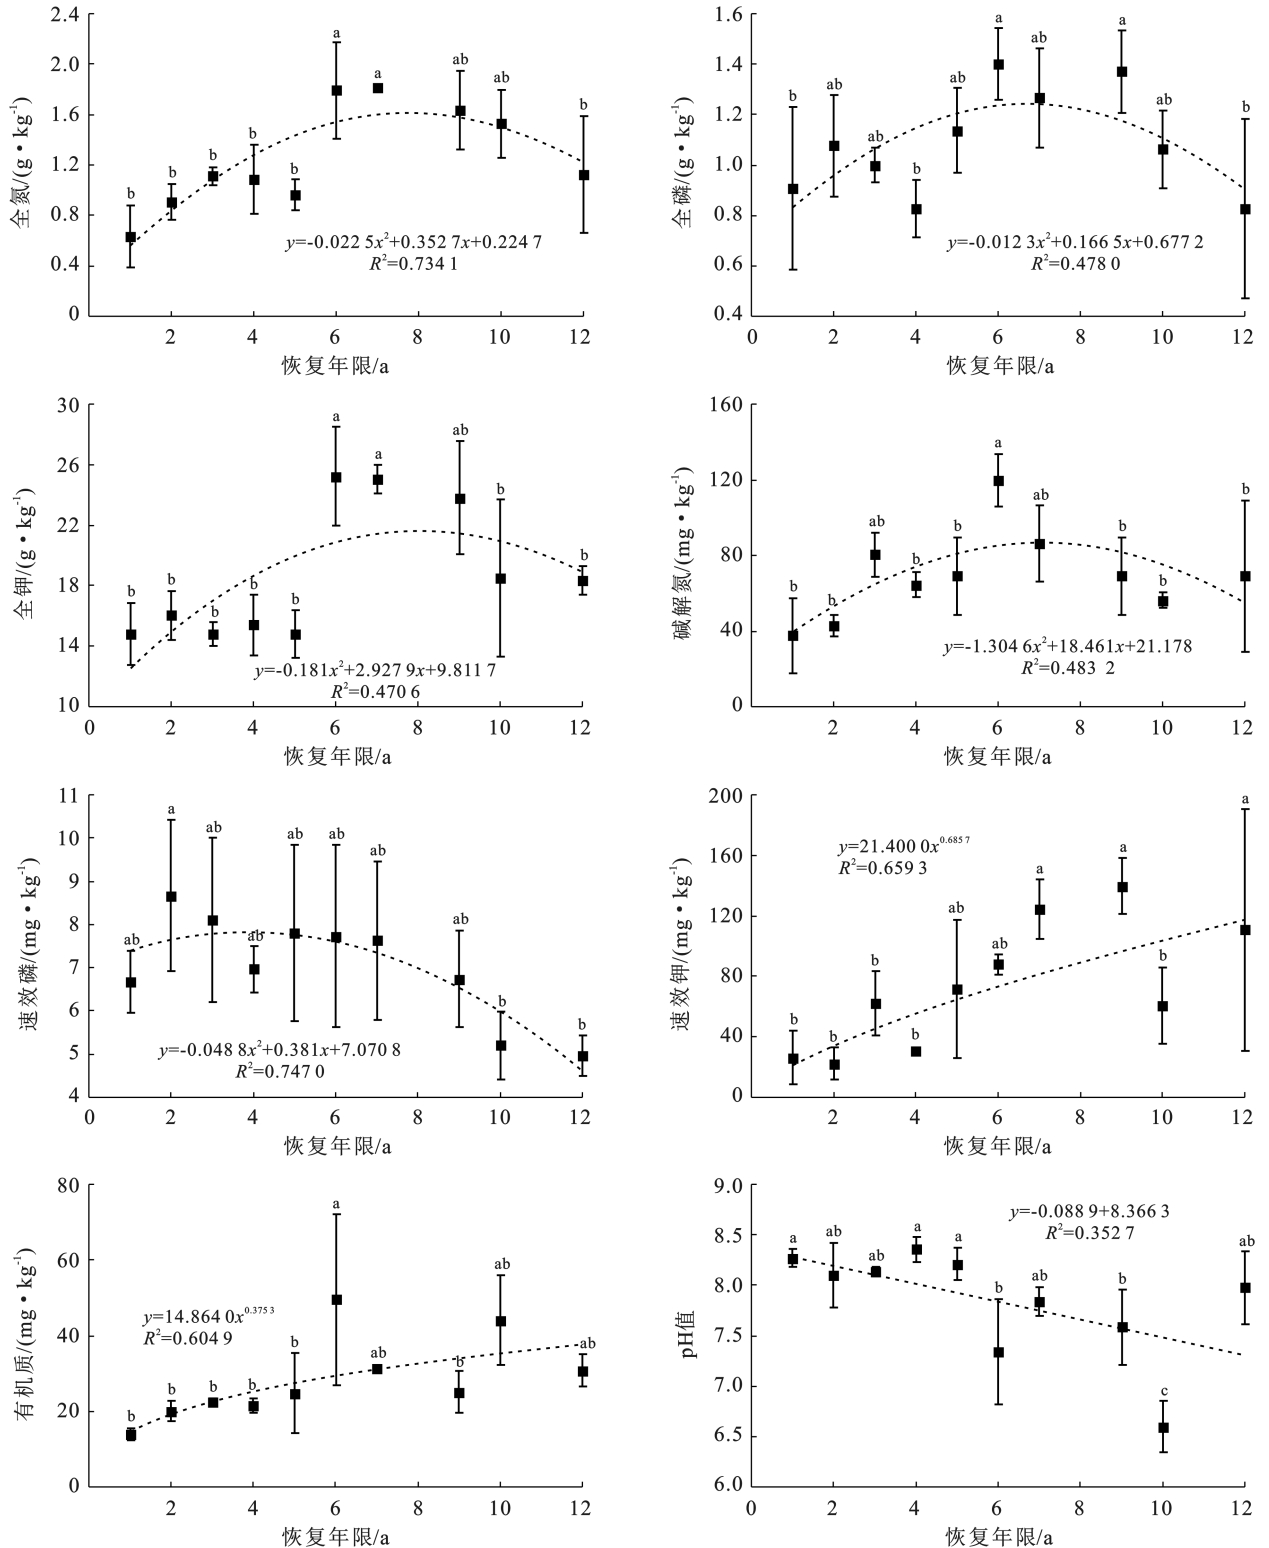 2.4
2.0
1.6
1.2
0.8
0.4
0
全氮/(g·kg⁻¹)
b
b
b
b
b
a
a
ab
ab
b
y=-0.022 5x²+0.352 7x+0.224 7
R²=0.734 1
2 4 6 8 10 12
恢复年限/a
1.6
1.4
1.2
1.0
0.8
0.6
0.4
全磷/(g·kg⁻¹)
b
ab
ab
b
ab
a
ab
a
ab
b
y=-0.012 3x²+0.166 5x+0.677 2
R²=0.478 0
0 2 4 6 8 10 12
恢复年限/a
30
26
22
18
14
10
全钾/(g·kg⁻¹)
b
b
b
b
b
a
a
ab
b
b
y=-0.181x²+2.927 9x+9.811 7
R²=0.470 6
0 2 4 6 8 10 12
恢复年限/a
160
120
80
40
0
碱解氮/(mg·kg⁻¹)
b
b
ab
b
b
a
ab
b
b
b
y=-1.304 6x²+18.461x+21.178
R²=0.483 2
2 4 6 8 10 12
恢复年限/a
11
10
9
8
7
6
5
4
速效磷/(mg·kg⁻¹)
ab
a
ab
ab
ab
ab
ab
ab
b
b
y=-0.048 8x²+0.381x+7.070 8
R²=0.747 0
0 2 4 6 8 10 12
恢复年限/a
200
160
120
80
40
0
速效钾/(mg·kg⁻¹)
b
b
b
b
ab
ab
a
a
b
a
y=21.400 0x⁰·⁶⁸⁵ ⁷
R²=0.659 3
2 4 6 8 10 12
恢复年限/a
80
60
40
20
0
有机质/(mg·kg⁻¹)
b
b
b
b
b
a
ab
b
ab
ab
y=14.864 0x⁰·³⁷⁵ ³
R²=0.604 9
2 4 6 8 10 12
恢复年限/a
9.0
8.5
8.0
7.5
7.0
6.5
6.0
pH值
a
ab
ab
a
a
b
ab
b
c
ab
y=-0.088 9+8.366 3
R²=0.352 7
0 2 4 6 8 10 12
恢复年限/a